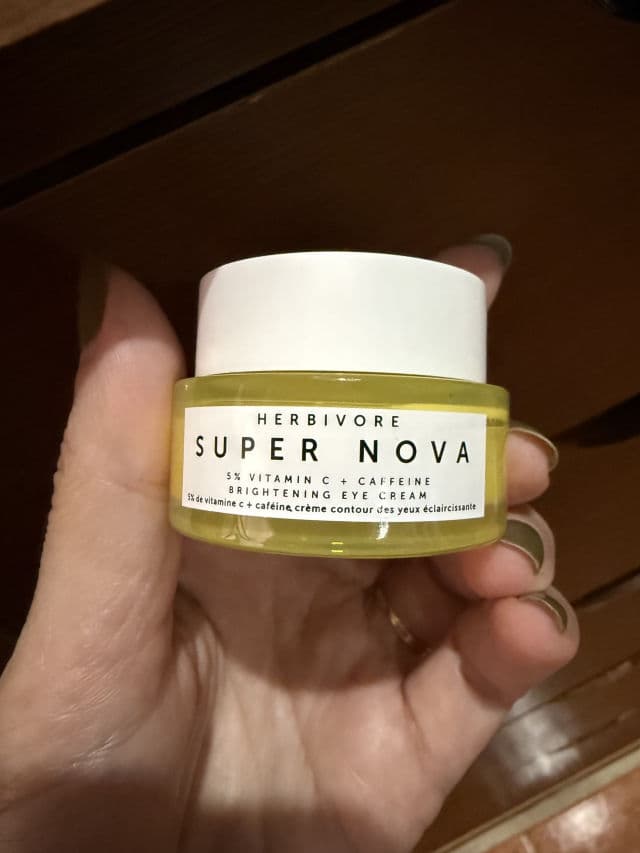 HERBIVORE
SUPER NOVA
5% VITAMIN C + CAFFEINE
BRIGHTENING EYE CREAM
5% de vitamine c + caféine, crème contour des yeux éclaircissante